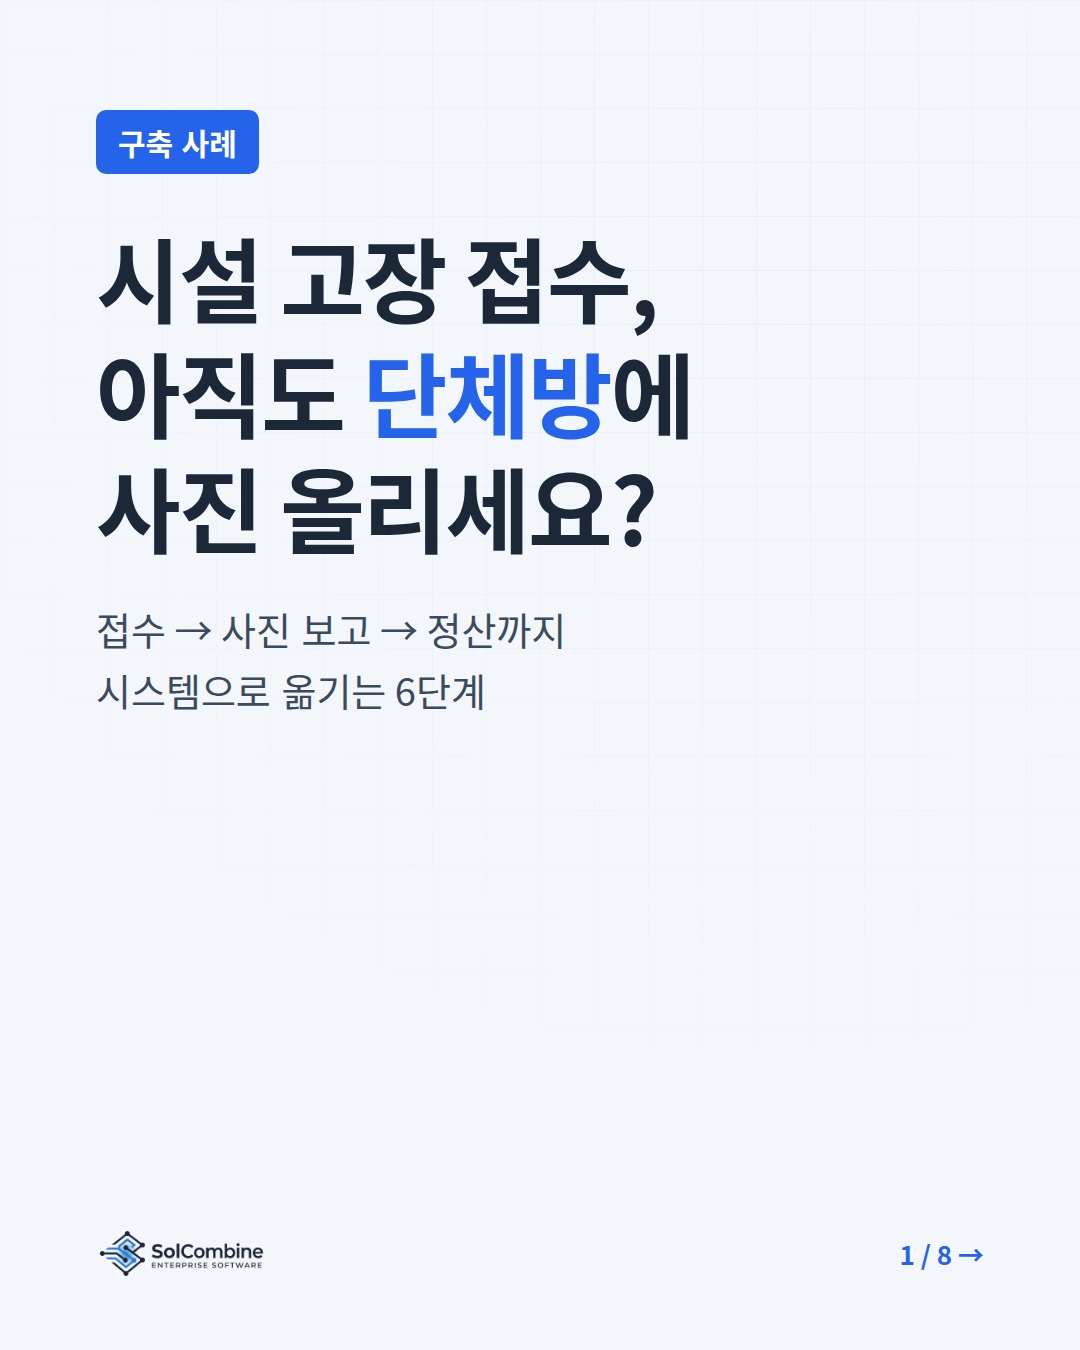 구축 사례
시설 고장 접수,
아직도 단체방에
사진 올리세요?
접수 → 사진 보고 → 정산까지
시스템으로 옮기는 6단계
SolCombine
ENTERPRISE SOFTWARE
1 / 8 →